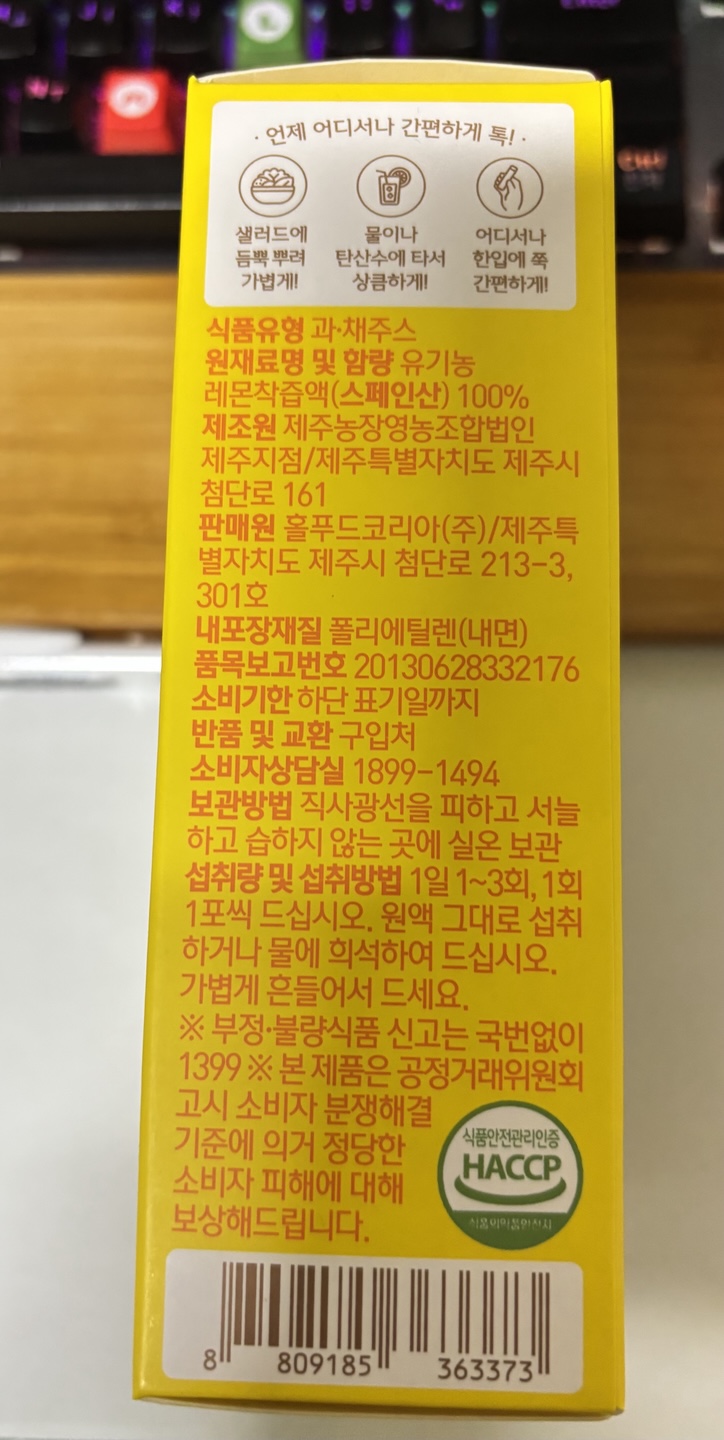 · 언제 어디서나 간편하게 톡! ·
샐러드에
듬뿍 뿌려
가볍게!
물이나
탄산수에 타서
상큼하게!
어디서나
한입에 쭉
간편하게!
식품유형 과·채주스
원재료명 및 함량 유기농
레몬착즙액(스페인산) 100%
제조원 제주농장영농조합법인
제주지점/제주특별자치도 제주시
첨단로 161
판매원 홀푸드코리아(주)/제주특
별자치도 제주시 첨단로 213-3,
301호
내포장재질 폴리에틸렌(내면)
품목보고번호 20130628332176
소비기한 하단 표기일까지
반품 및 교환 구입처
소비자상담실 1899-1494
보관방법 직사광선을 피하고 서늘
하고 습하지 않는 곳에 실온 보관
섭취량 및 섭취방법 1일 1~3회, 1회
1포씩 드십시오. 원액 그대로 섭취
하거나 물에 희석하여 드십시오.
가볍게 흔들어서 드세요.
※ 부정·불량식품 신고는 국번없이
1399 ※ 본 제품은 공정거래위원회
고시 소비자 분쟁해결
기준에 의거 정당한
소비자 피해에 대해
보상해드립니다.
식품안전관리인증
HACCP
식품의약품안전처
8 809185 363373